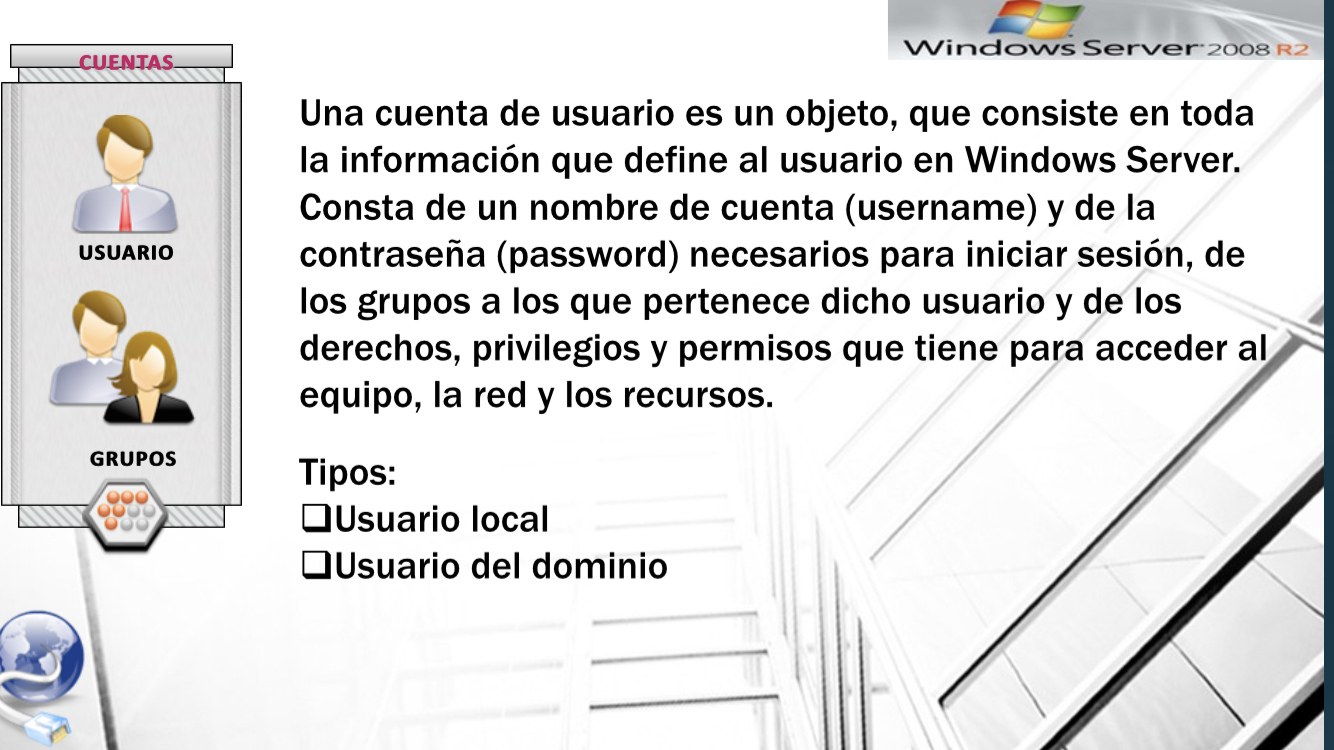 Windows Server 2008 R2
CUENTAS
USUARIO
GRUPOS
Una cuenta de usuario es un objeto, que consiste en toda
la información que define al usuario en Windows Server.
Consta de un nombre de cuenta (username) y de la
contraseña (password) necesarios para iniciar sesión, de
los grupos a los que pertenece dicho usuario y de los
derechos, privilegios y permisos que tiene para acceder al
equipo, la red y los recursos.
Tipos:
❑Usuario local
❑Usuario del dominio